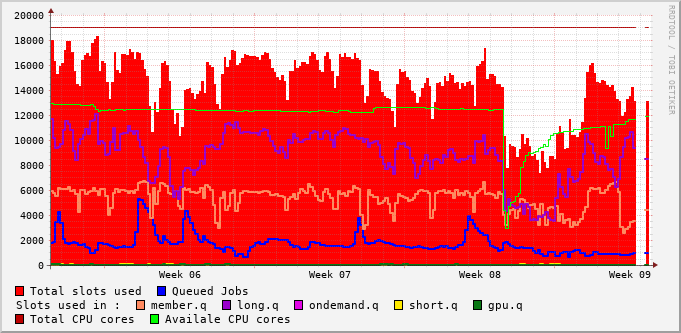 20000
18000
16000
14000
12000
10000
8000
6000
4000
2000
0
Week 06 Week 07 Week 08 Week 09
RRDTOOL / TOBI OETIKER
Total slots used Queued Jobs
Slots used in : member.q long.q ondemand.q short.q gpu.q
Total CPU cores Availale CPU cores